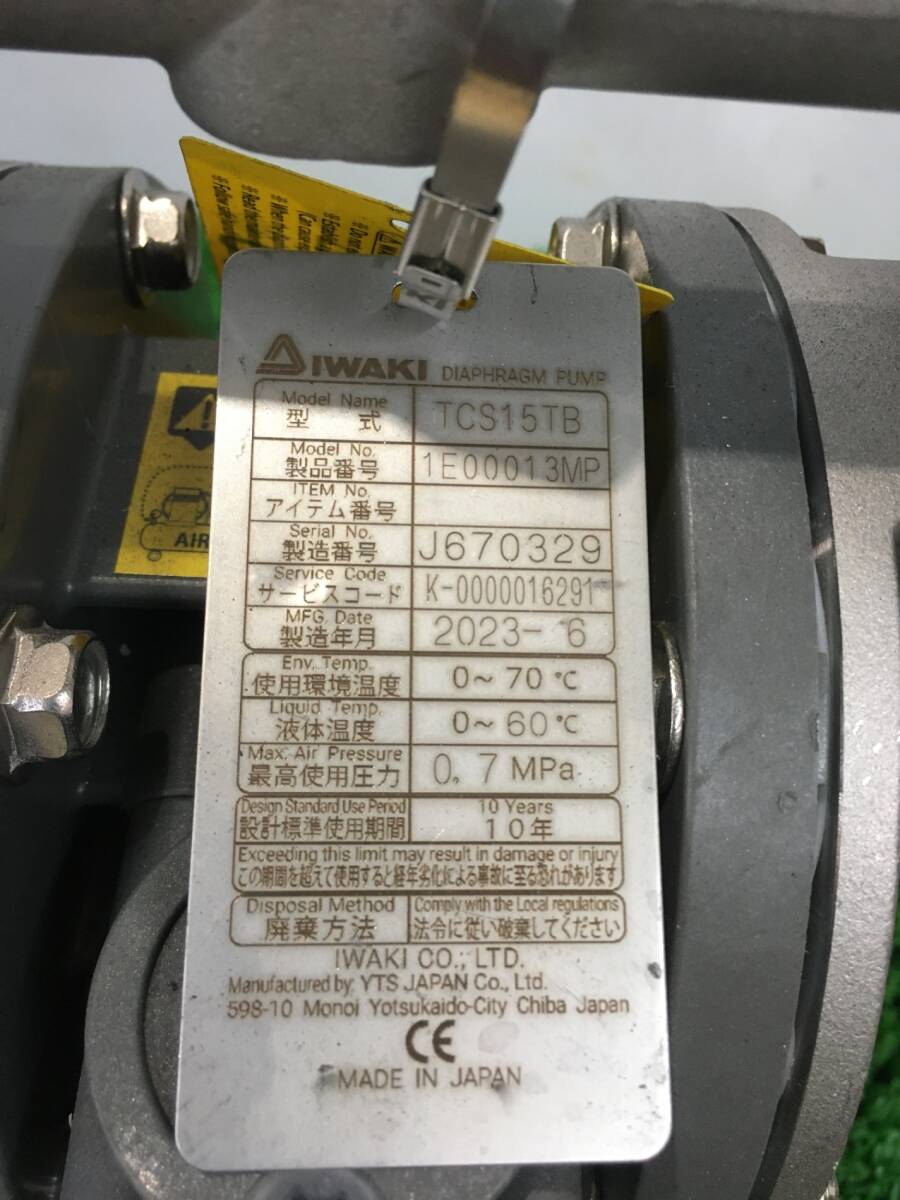 IWAKI DIAPHRAGM PUMP
Model Name
型 式 TCS15TB
Model No.
製品番号 1E00013MP
ITEM No.
アイテム番号
Serial No.
製造番号 J670329
Service Code
サービスコード K-0000016291
MFG. Date
製造年月 2023- 6
Env. Temp.
使用環境温度 0~ 70 ℃
Liquid Temp.
液体温度 0~ 60℃
Max. Air Pressure
最高使用圧力 0. 7 MPa
Design Standard Use Period 10 Years
設計標準使用期間 10年
Exceeding this limit may result in damage or injury
この期間を超えて使用すると経年劣化による事故に至る恐れがあります
Disposal Method Comply with the Local regulations
廃棄方法 法令に従い破棄してください
IWAKI CO., LTD.
Manufactured by: YTS JAPAN Co., Ltd.
598-10 Monoi Yotsukaido-City Chiba Japan
CE
MADE IN JAPAN
AIR